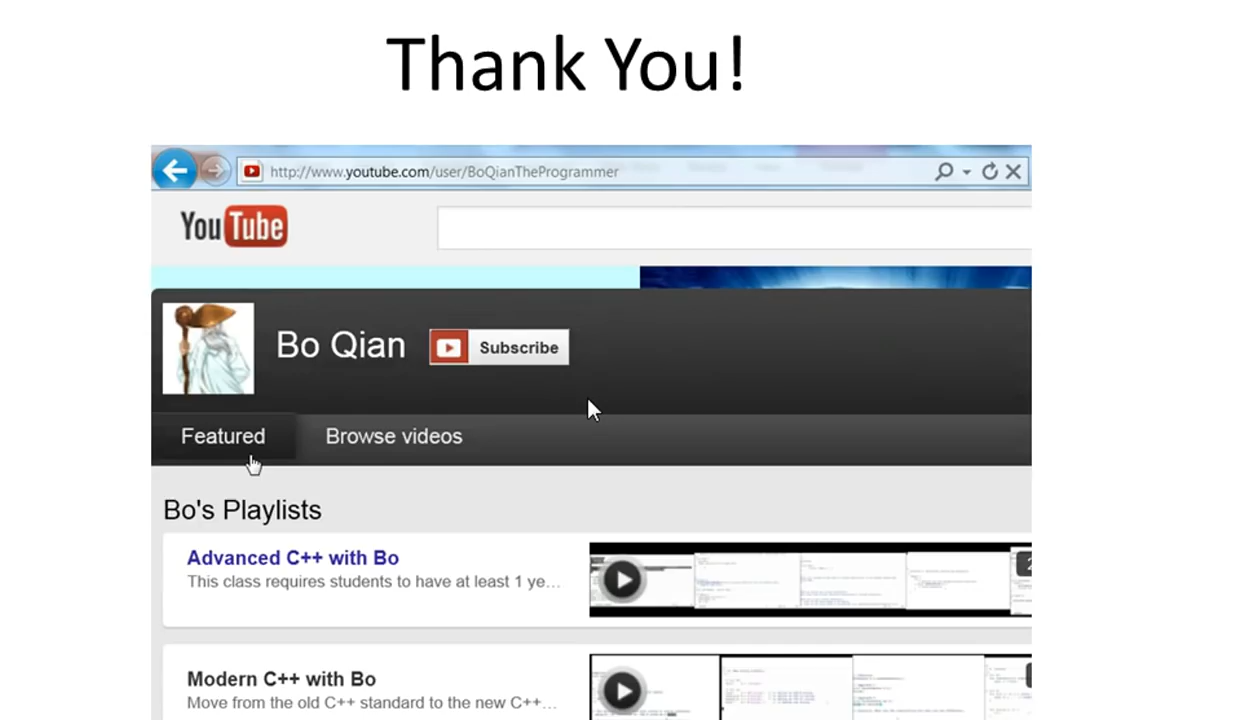 Thank You!
http://www.youtube.com/user/BoQianTheProgrammer
YouTube
Bo Qian
Subscribe
Featured
Browse videos
Bo's Playlists
Advanced C++ with Bo
This class requires students to have at least 1 ye…
Modern C++ with Bo
Move from the old C++ standard to the new C++…